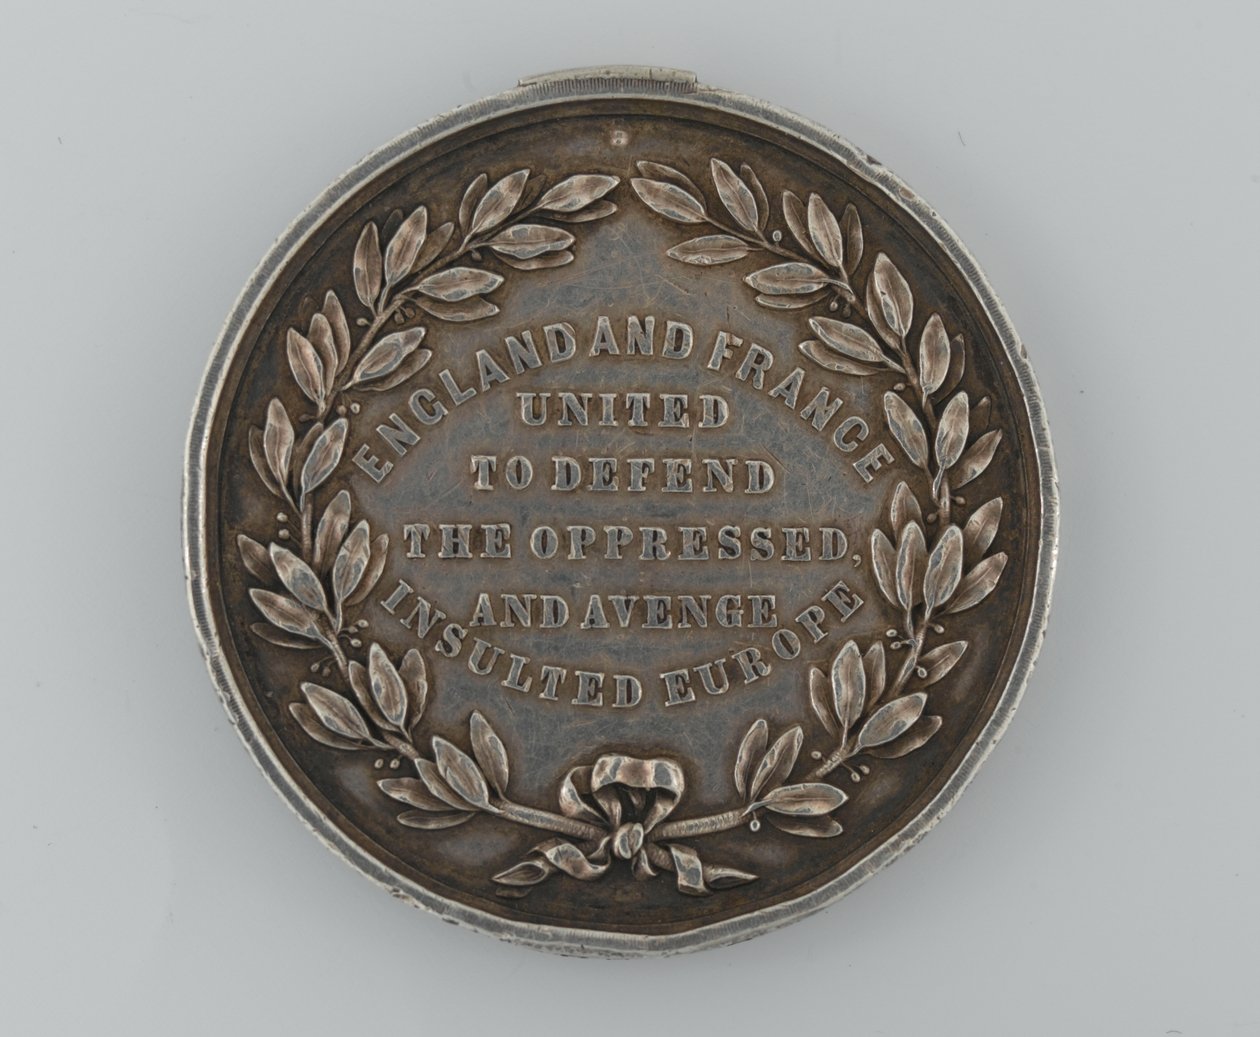 ENGLAND AND FRANCE
UNITED
TO DEFEND
THE OPPRESSED,
AND AVENGE
INSULTED EUROPE